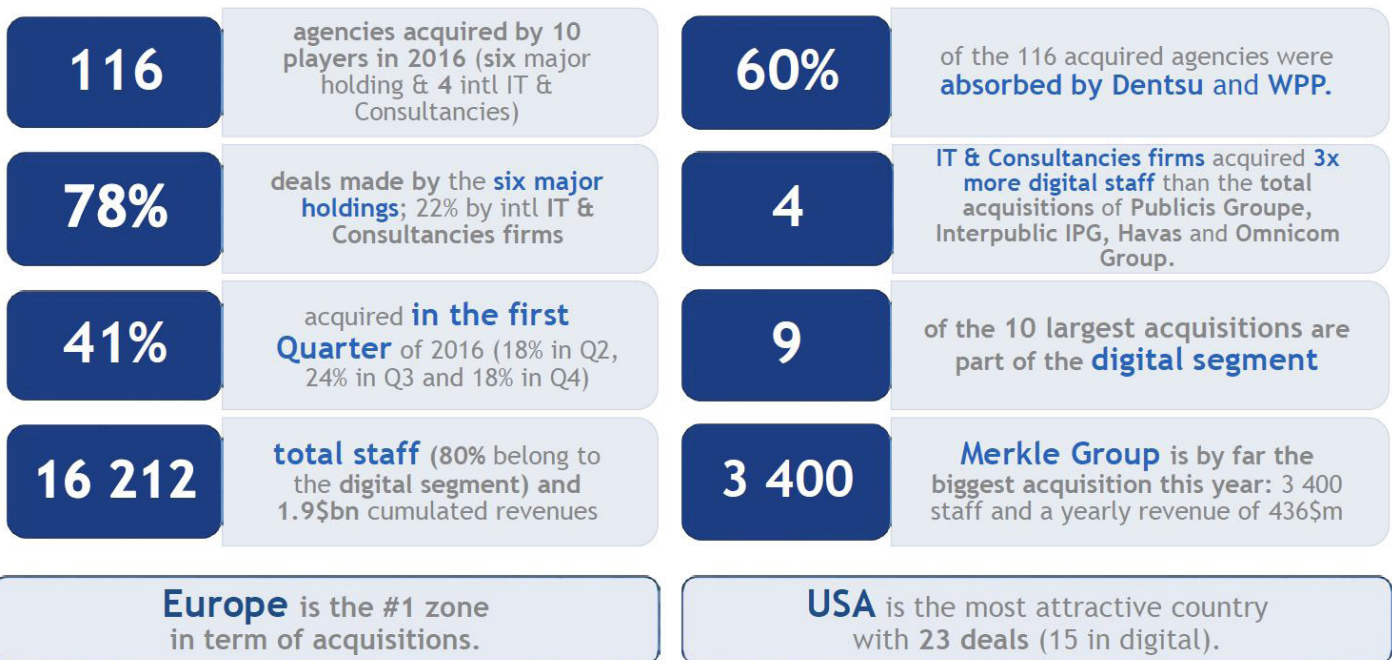 116
agencies acquired by 10
players in 2016 (six major
holding & 4 intl IT &
Consultancies)
60%
of the 116 acquired agencies were
absorbed by Dentsu and WPP.
78%
deals made by the six major
holdings; 22% by intl IT &
Consultancies firms
4
IT & Consultancies firms acquired 3x
more digital staff than the total
acquisitions of Publicis Groupe,
Interpublic IPG, Havas and Omnicom
Group.
41%
acquired in the first
Quarter of 2016 (18% in Q2,
24% in Q3 and 18% in Q4)
9
of the 10 largest acquisitions are
part of the digital segment
16 212
total staff (80% belong to
the digital segment) and
1.9$bn cumulated revenues
3 400
Merkle Group is by far the
biggest acquisition this year: 3 400
staff and a yearly revenue of 436$m
Europe is the #1 zone
in term of acquisitions.
USA is the most attractive country
with 23 deals (15 in digital).